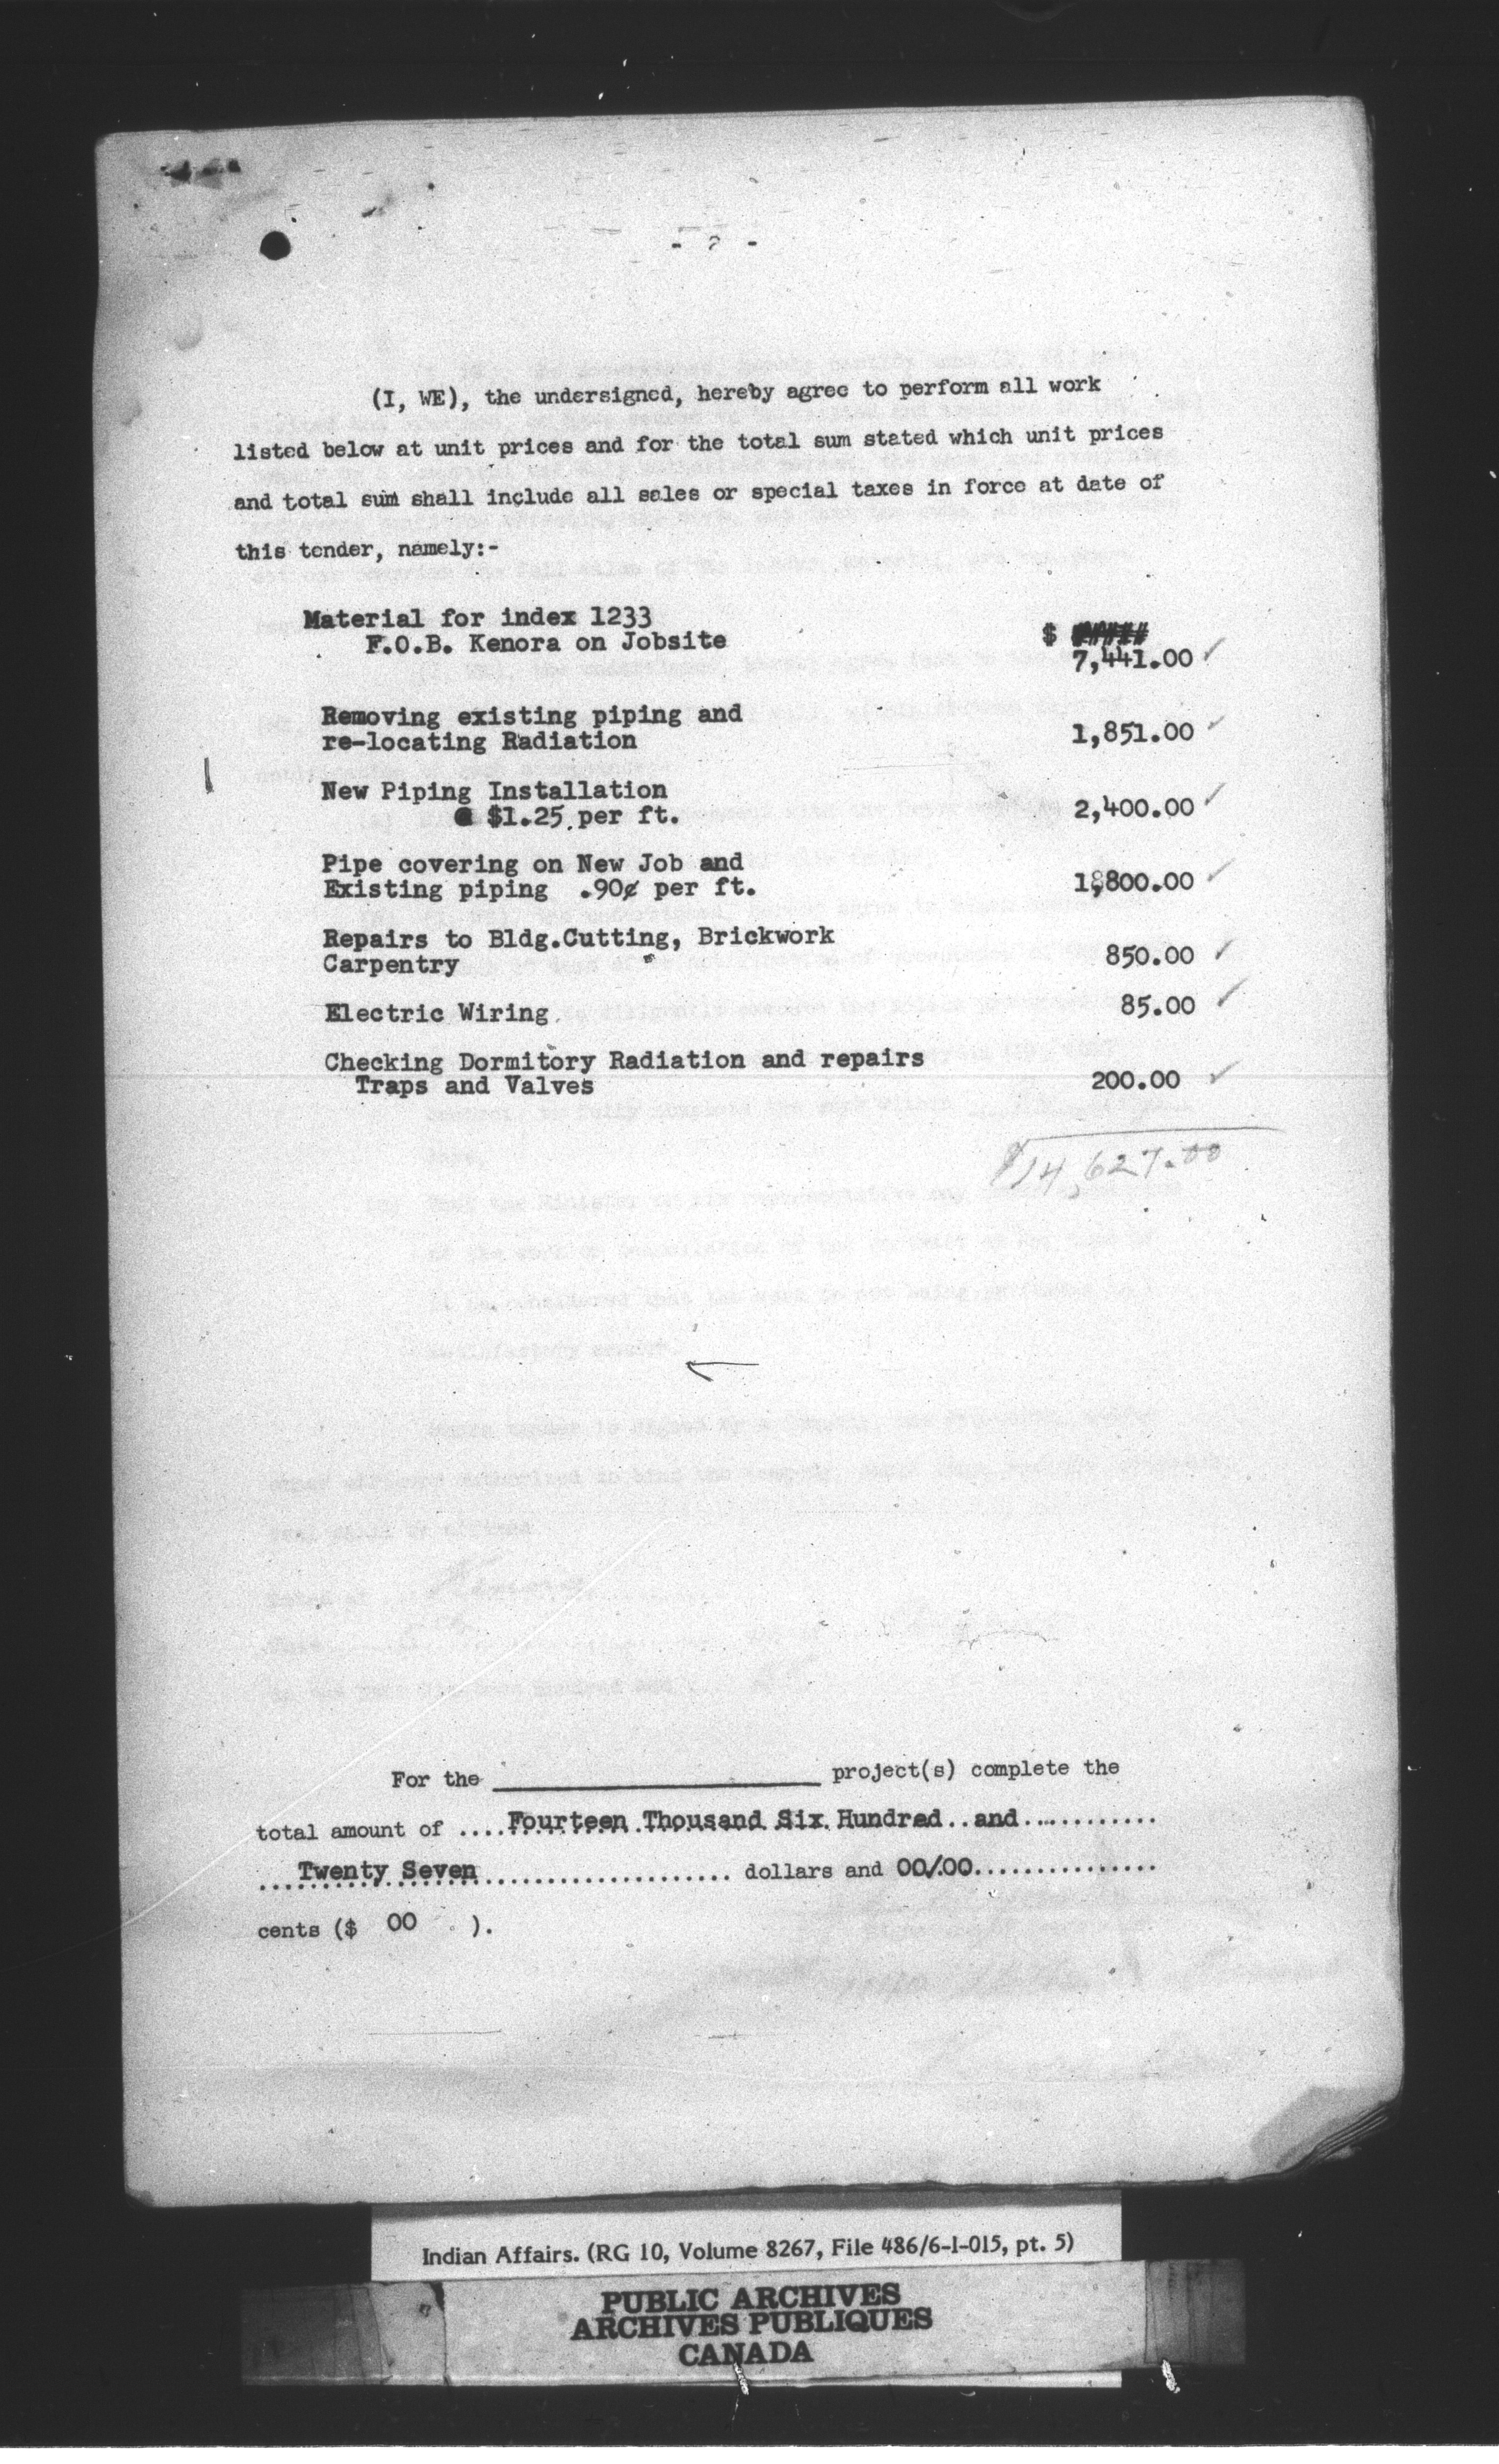 - 2 -
(I, WE), the undersigned, hereby agree to perform all work
listed below at unit prices and for the total sum stated which unit prices
and total sum shall include all sales or special taxes in force at date of
this tender, namely:-
Material for index 1233
F.O.B. Kenora on Jobsite $
7,441.00 ✓
Removing existing piping and
re-locating Radiation 1,851.00 ✓
New Piping Installation
@ $1.25 per ft. 2,400.00 ✓
Pipe covering on New Job and
Existing piping .90¢ per ft. 1,800.00 ✓
Repairs to Bldg.Cutting, Brickwork
Carpentry 850.00 ✓
Electric Wiring 85.00 ✓
Checking Dormitory Radiation and repairs
Traps and Valves 200.00 ✓
$14,627.00
For the ____________ project(s) complete the
total amount of ....Fourteen Thousand Six Hundred..and............
...Twenty Seven........................ dollars and 00/.00...............
cents ($ 00 ).
Indian Affairs. (RG 10, Volume 8267, File 486/6-1-015, pt. 5)
PUBLIC ARCHIVES
ARCHIVES PUBLIQUES
CANADA